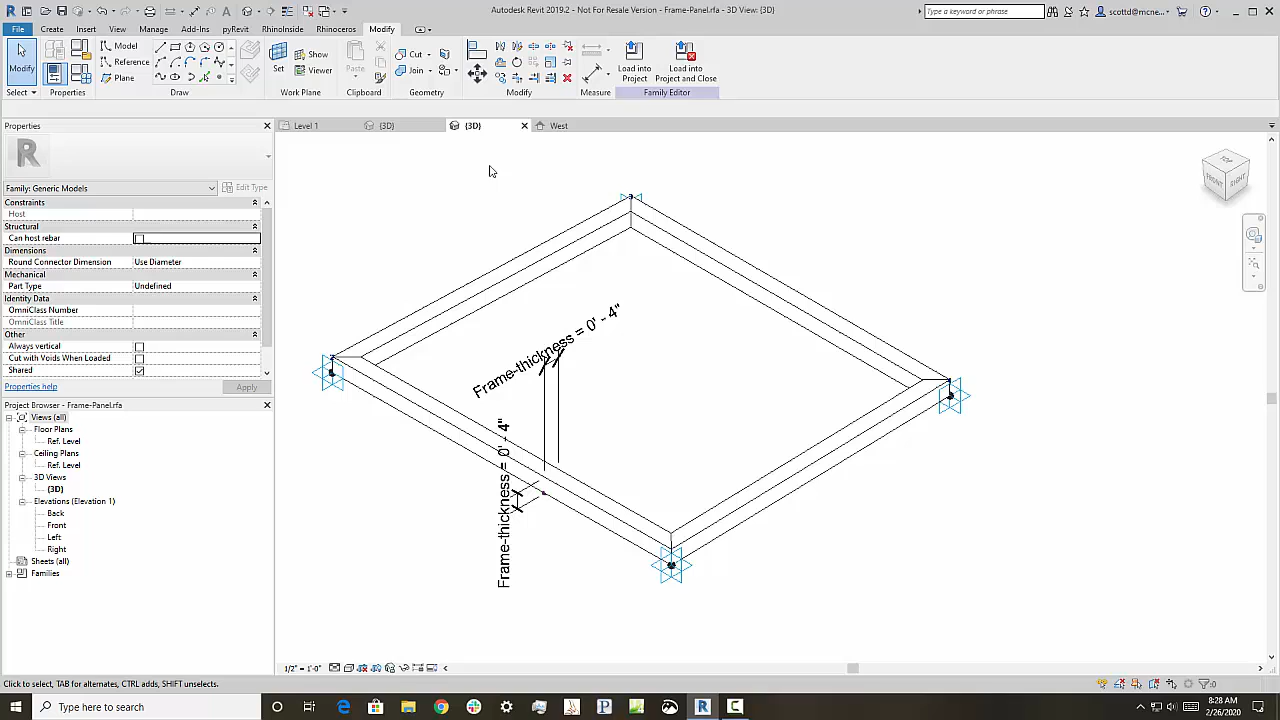 Autodesk Revit 2019.2 - Not For Resale Version - Frame-Panel.rfa - 3D View: {3D}
Type a keyword or phrase
scottd@mcne...
File Create Insert View Manage Add-ins pyRevit RhinoInside Rhinoceros Modify
Modify
Select
Properties
Model
Reference
Plane
Draw
Set
Show
Viewer
Work Plane
Paste
Clipboard
Cut
Join
Geometry
Modify
Measure
Load into
Project
Load into
Project and Close
Family Editor
Properties
Family: Generic Models
Edit Type
Constraints
Host
Structural
Can host rebar
Dimensions
Round Connector Dimension Use Diameter
Mechanical
Part Type Undefined
Identity Data
OmniClass Number
OmniClass Title
Other
Always vertical
Cut with Voids When Loaded
Shared
Properties help
Apply
Project Browser - Frame-Panel.rfa
Views (all)
Floor Plans
Ref. Level
Ceiling Plans
Ref. Level
3D Views
{3D}
Elevations (Elevation 1)
Back
Front
Left
Right
Sheets (all)
Families
Level 1
{3D}
{3D}
West
TOP
FRONT
RIGHT
Frame-thickness = 0' - 4"
Frame-thickness = 0' - 4"
1/2" = 1'-0"
Click to select, TAB for alternates, CTRL adds, SHIFT unselects.
:0
Type here to search
8:28 AM
2/26/2020